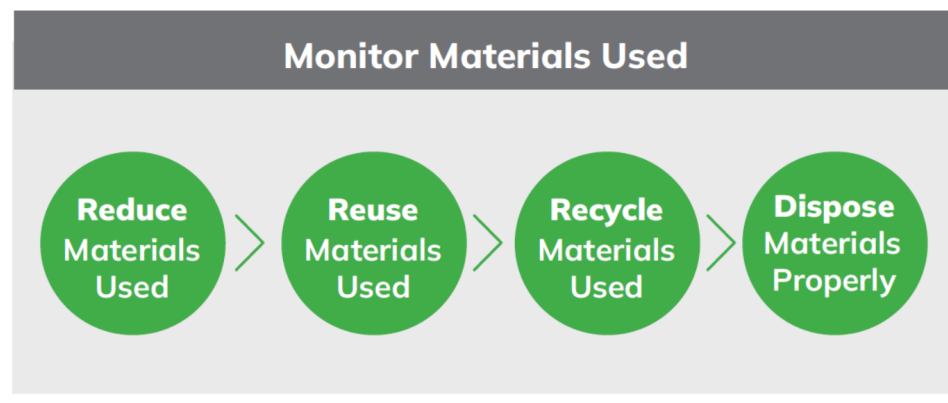 Monitor Materials Used
Reduce
Materials
Used
Reuse
Materials
Used
Recycle
Materials
Used
Dispose
Materials
Properly